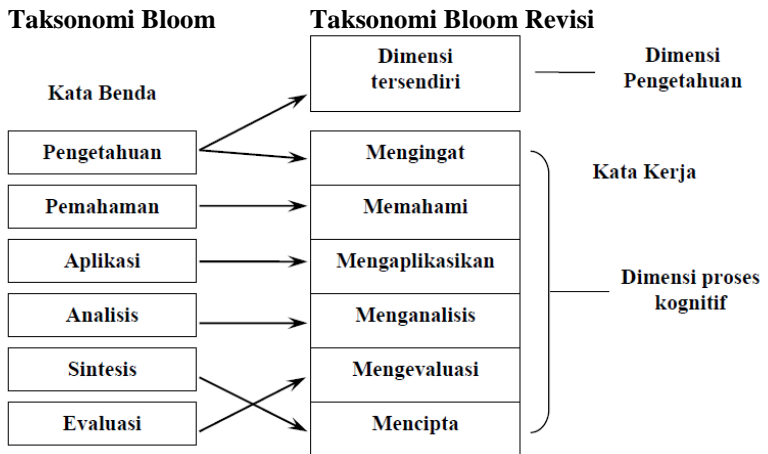 Taksonomi Bloom
Taksonomi Bloom Revisi
Kata Benda
Dimensi
tersendiri
Dimensi
Pengetahuan
Pengetahuan
Mengingat
Kata Kerja
Pemahaman
Memahami
Aplikasi
Mengaplikasikan
Dimensi proses
kognitif
Analisis
Menganalisis
Sintesis
Mengevaluasi
Evaluasi
Mencipta